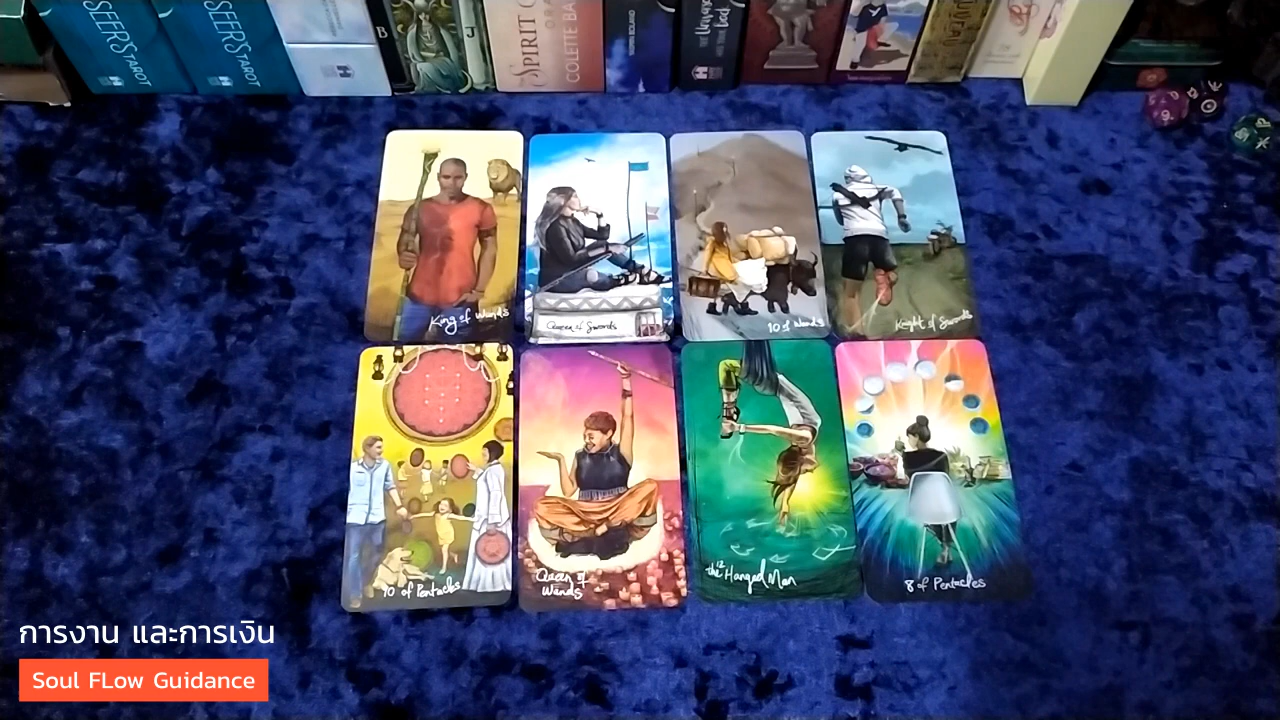 SEER'S TAROT
SEER'S TAROT
B
J
SPIRIT
COLETTE BA
King of Wands
Queen of Swords
10 of Wands
Knight of Swords
10 of Pentacles
Queen of
Wands
12
the Hanged Man
8 of Pentacles
การงาน และการเงิน
Soul FLow Guidance